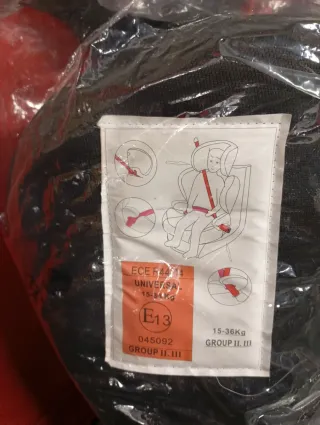 ECE R44/04
UNIVERSAL
15-36Kg
E13
045092
GROUP II. III
15-36Kg
GROUP II. III